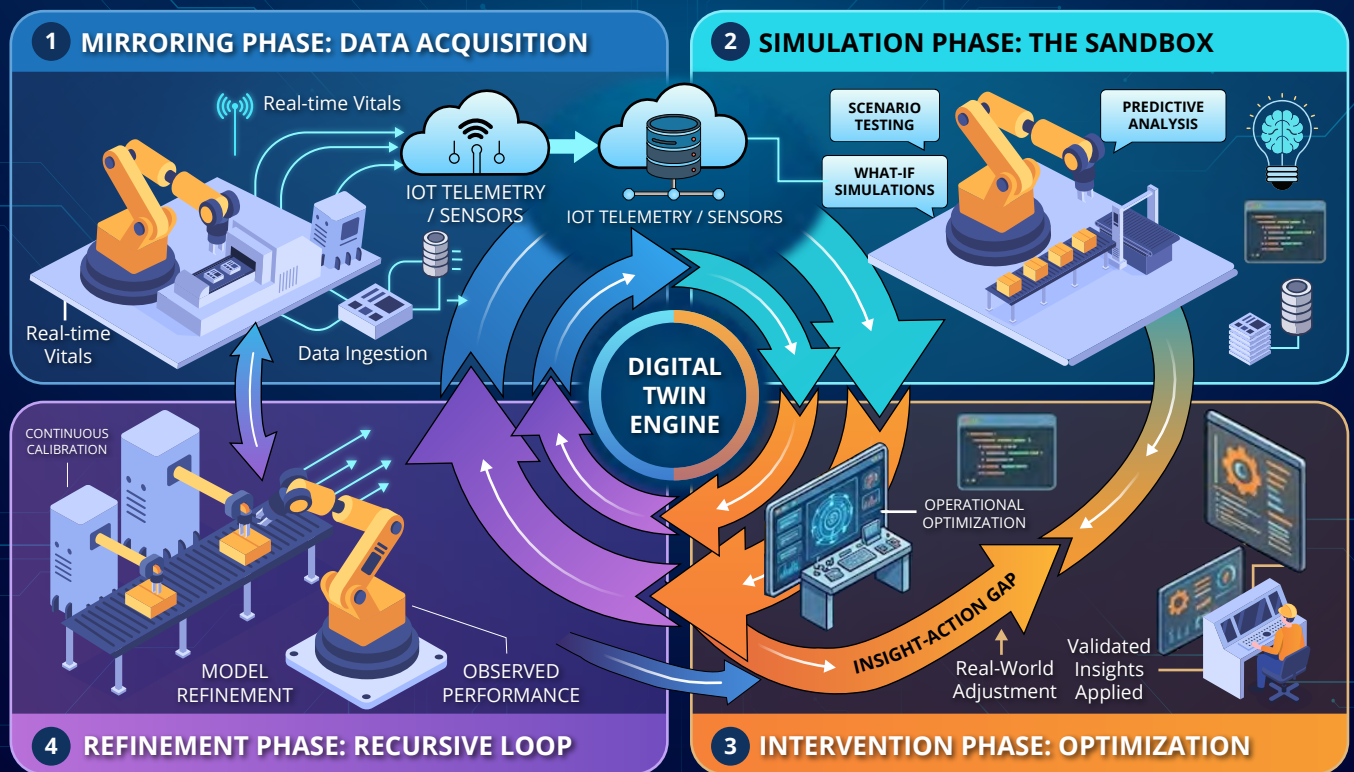 1 MIRRORING PHASE: DATA ACQUISITION
Real-time Vitals
IOT TELEMETRY
/ SENSORS
IOT TELEMETRY / SENSORS
Real-time
Vitals
Data Ingestion
2 SIMULATION PHASE: THE SANDBOX
SCENARIO
TESTING
PREDICTIVE
ANALYSIS
WHAT-IF
SIMULATIONS
DIGITAL
TWIN
ENGINE
CONTINUOUS
CALIBRATION
MODEL
REFINEMENT
OBSERVED
PERFORMANCE
4 REFINEMENT PHASE: RECURSIVE LOOP
OPERATIONAL
OPTIMIZATION
INSIGHT-ACTION GAP
Real-World
Adjustment
Validated
Insights
Applied
3 INTERVENTION PHASE: OPTIMIZATION